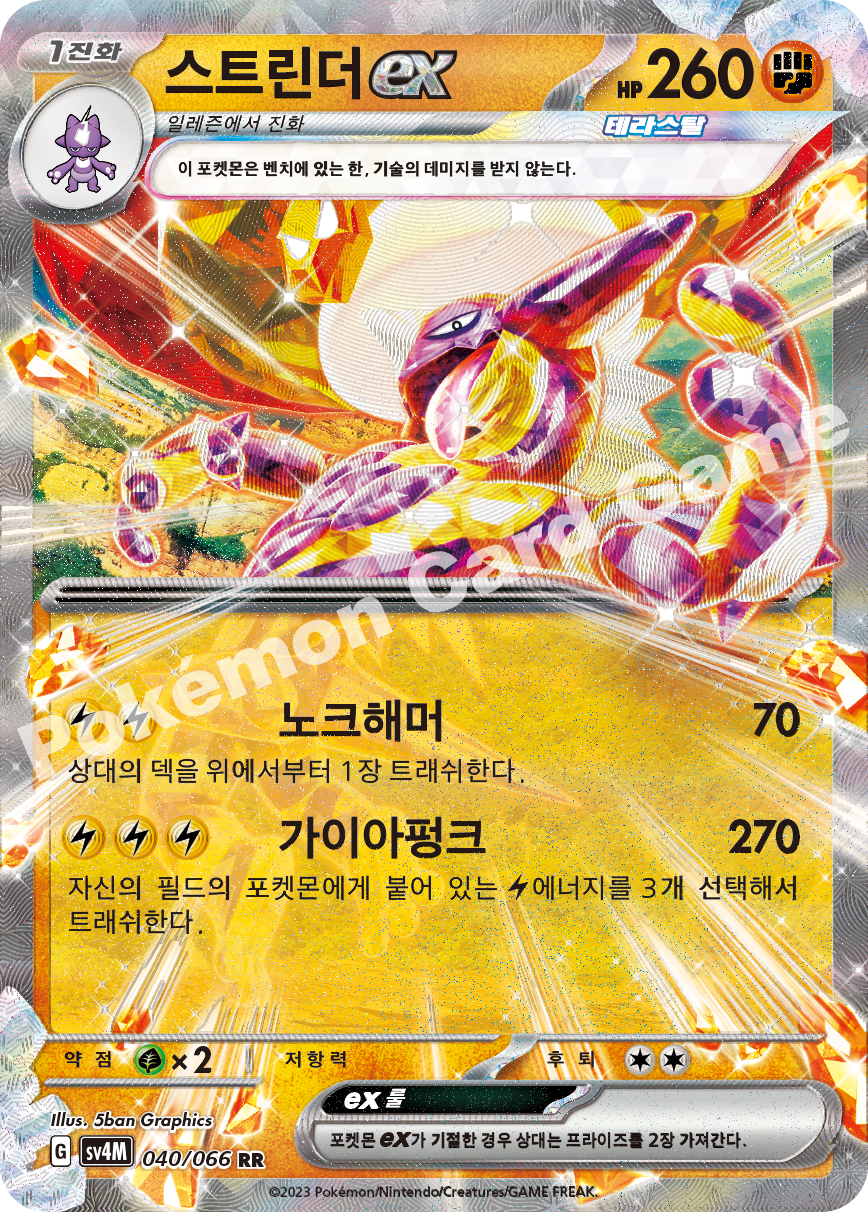 1진화
스트린더 ex HP 260
일레즌에서 진화
테라스탈
이 포켓몬은 벤치에 있는 한, 기술의 데미지를 받지 않는다.
Pokémon Card Game
노크해머 70
상대의 덱을 위에서부터 1장 트래쉬한다.
가이아펑크 270
자신의 필드의 포켓몬에게 붙어 있는 에너지를 3개 선택해서
트래쉬한다.
약점 ×2 저항력 후퇴
ex 룰
포켓몬 ex가 기절한 경우 상대는 프라이즈를 2장 가져간다.
Illus. 5ban Graphics
G sv4M 040/066 RR
©2023 Pokémon/Nintendo/Creatures/GAME FREAK.